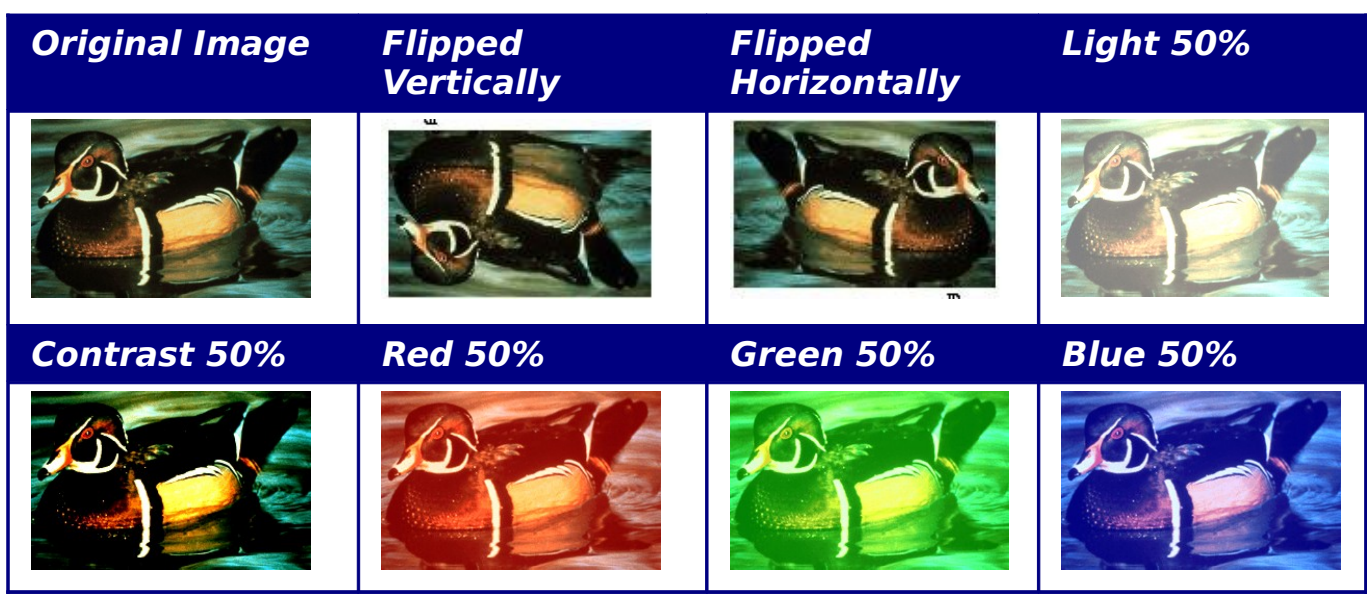 Original Image
Flipped
Vertically
Flipped
Horizontally
Light 50%
Contrast 50%
Red 50%
Green 50%
Blue 50%